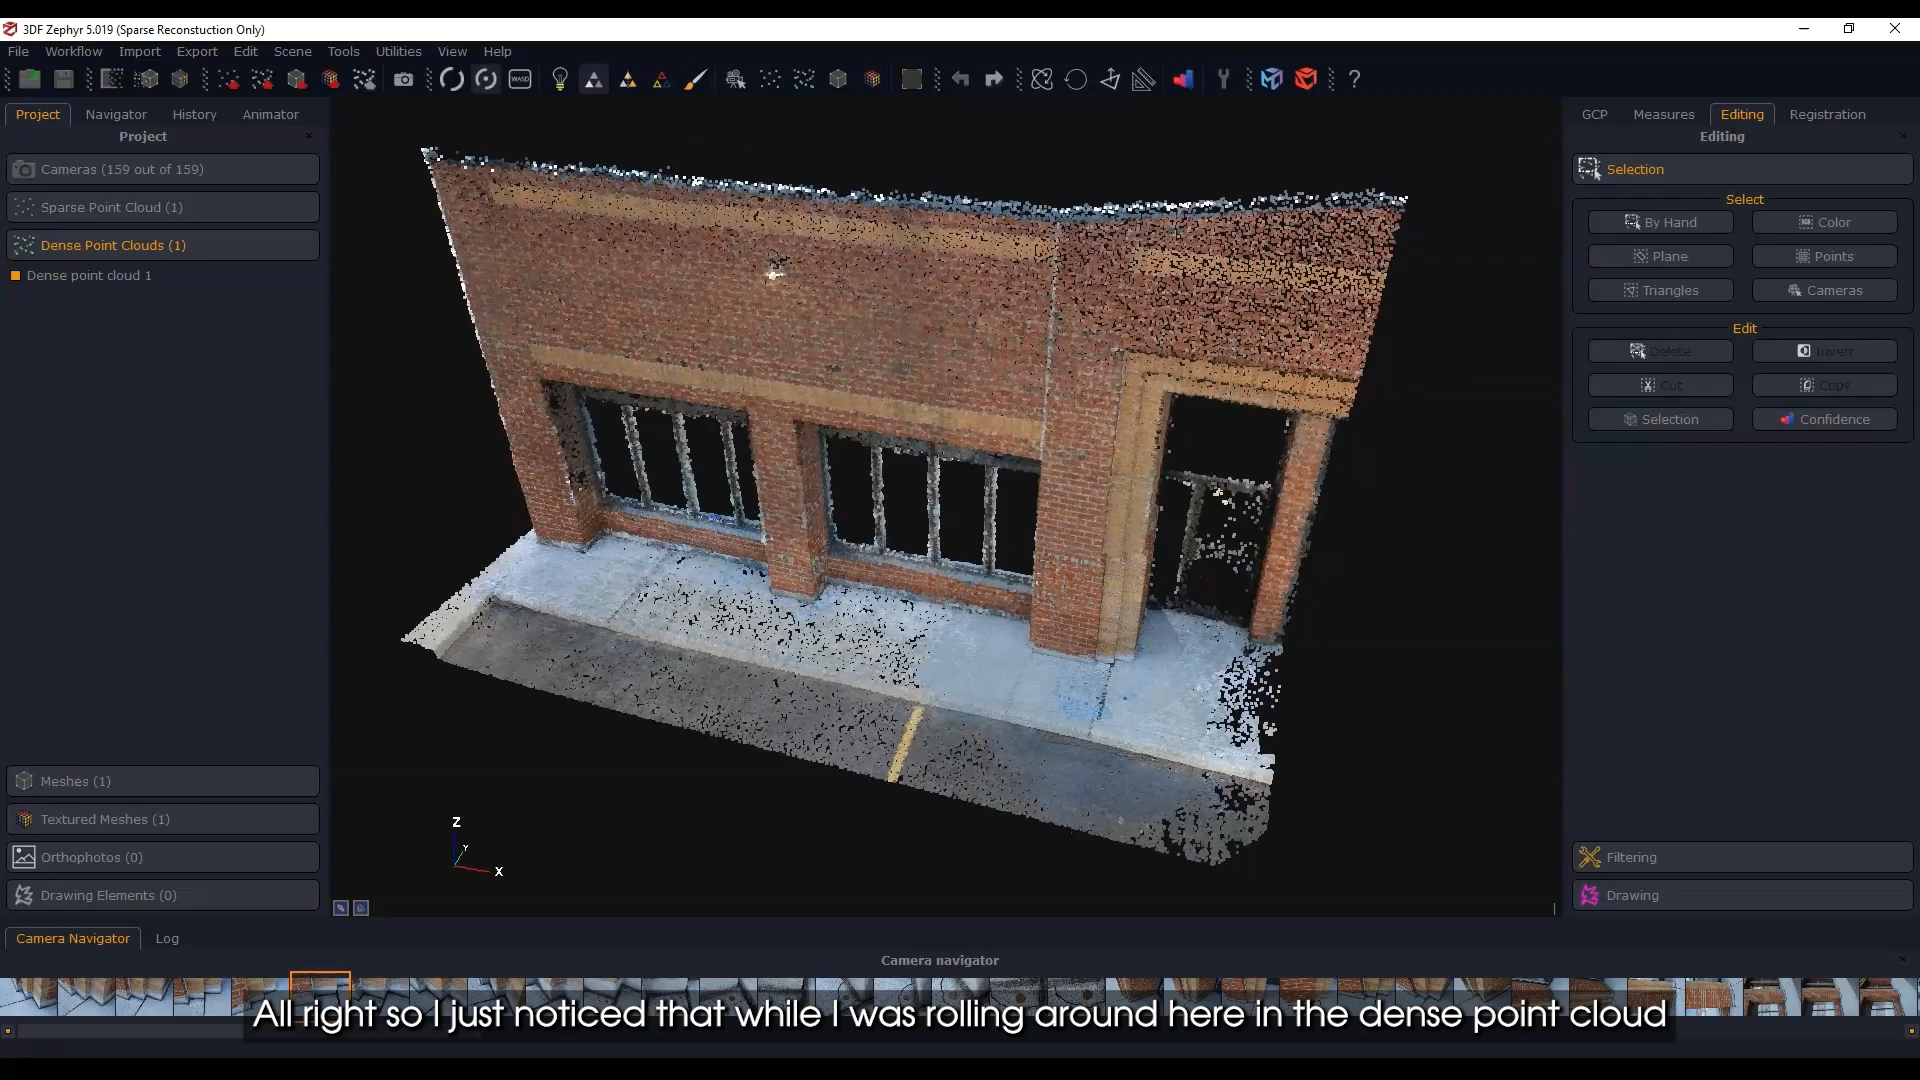 3DF Zephyr 5.019 (Sparse Reconstuction Only)
File Workflow Import Export Edit Scene Tools Utilities View Help
WASD
Project Navigator History Animator
Project
Cameras (159 out of 159)
Sparse Point Cloud (1)
Dense Point Clouds (1)
Dense point cloud 1
Meshes (1)
Textured Meshes (1)
Orthophotos (0)
Drawing Elements (0)
Z
Y
X
GCP Measures Editing Registration
Editing
Selection
Select
By Hand Color
Plane Points
Triangles Cameras
Edit
Delete Invert
Cut Copy
Selection Confidence
Filtering
Drawing
Camera Navigator Log
Camera navigator
All right so I just noticed that while I was rolling around here in the dense point cloud